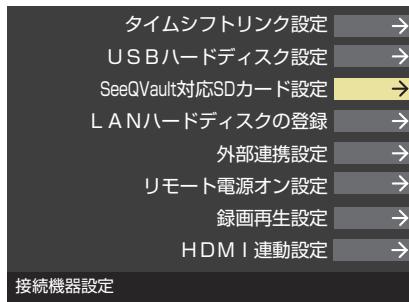 タイムシフトリンク設定
USBハードディスク設定
SeeQVault対応SDカード設定
LANハードディスクの登録
外部連携設定
リモート電源オン設定
録画再生設定
HDMI連動設定
接続機器設定